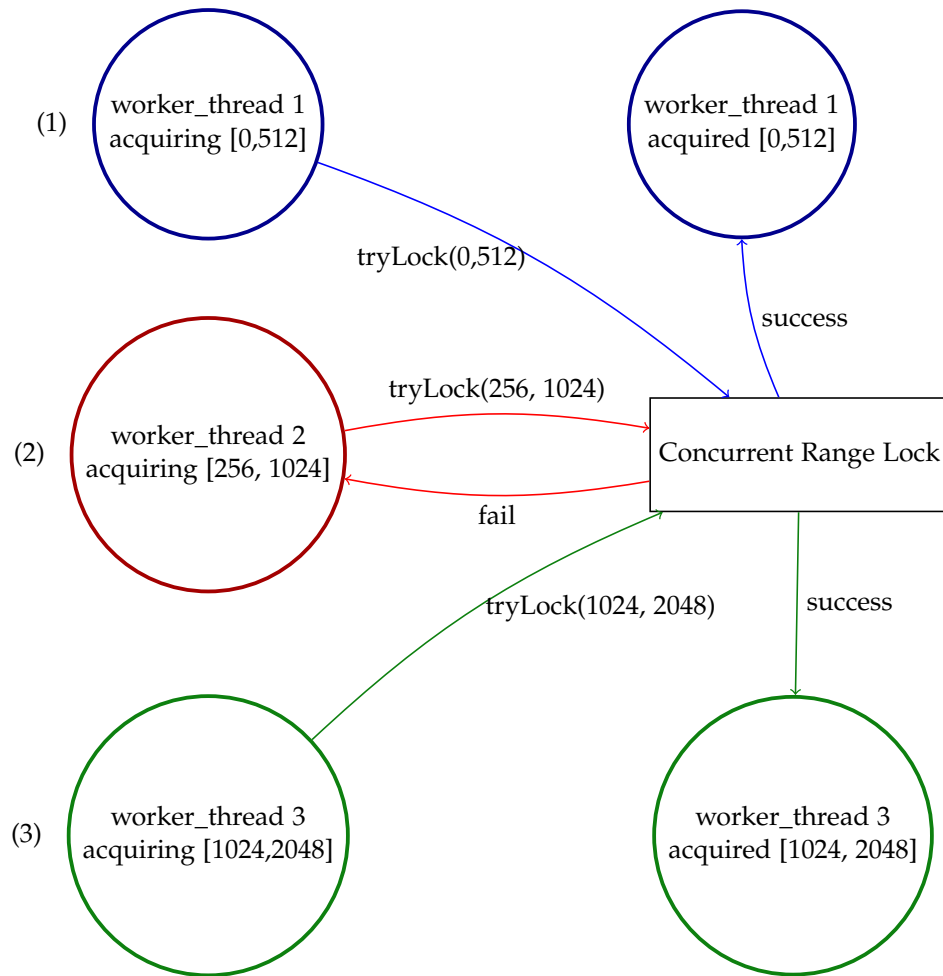 (1)
worker_thread 1
acquiring [0,512]
worker_thread 1
acquired [0,512]
tryLock(0,512)
success
(2)
worker_thread 2
acquiring [256, 1024]
tryLock(256, 1024)
fail
Concurrent Range Lock
tryLock(1024, 2048)
success
(3)
worker_thread 3
acquiring [1024,2048]
worker_thread 3
acquired [1024, 2048]